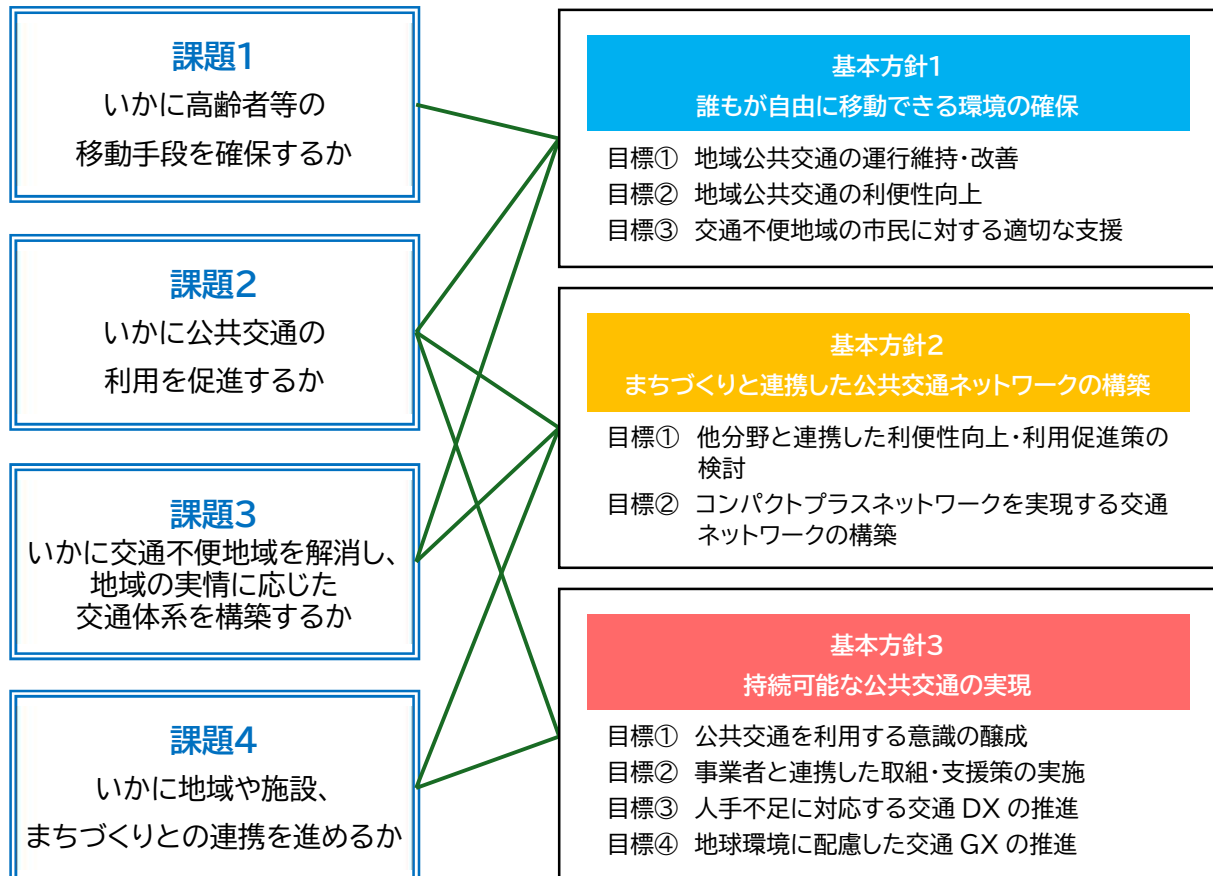 課題1
いかに高齢者等の
移動手段を確保するか
課題2
いかに公共交通の
利用を促進するか
課題3
いかに交通不便地域を解消し、
地域の実情に応じた
交通体系を構築するか
課題4
いかに地域や施設、
まちづくりとの連携を進めるか
基本方針1
誰もが自由に移動できる環境の確保
目標① 地域公共交通の運行維持・改善
目標② 地域公共交通の利便性向上
目標③ 交通不便地域の市民に対する適切な支援
基本方針2
まちづくりと連携した公共交通ネットワークの構築
目標① 他分野と連携した利便性向上・利用促進策の
検討
目標② コンパクトプラスネットワークを実現する交通
ネットワークの構築
基本方針3
持続可能な公共交通の実現
目標① 公共交通を利用する意識の醸成
目標② 事業者と連携した取組・支援策の実施
目標③ 人手不足に対応する交通 DX の推進
目標④ 地球環境に配慮した交通 GX の推進